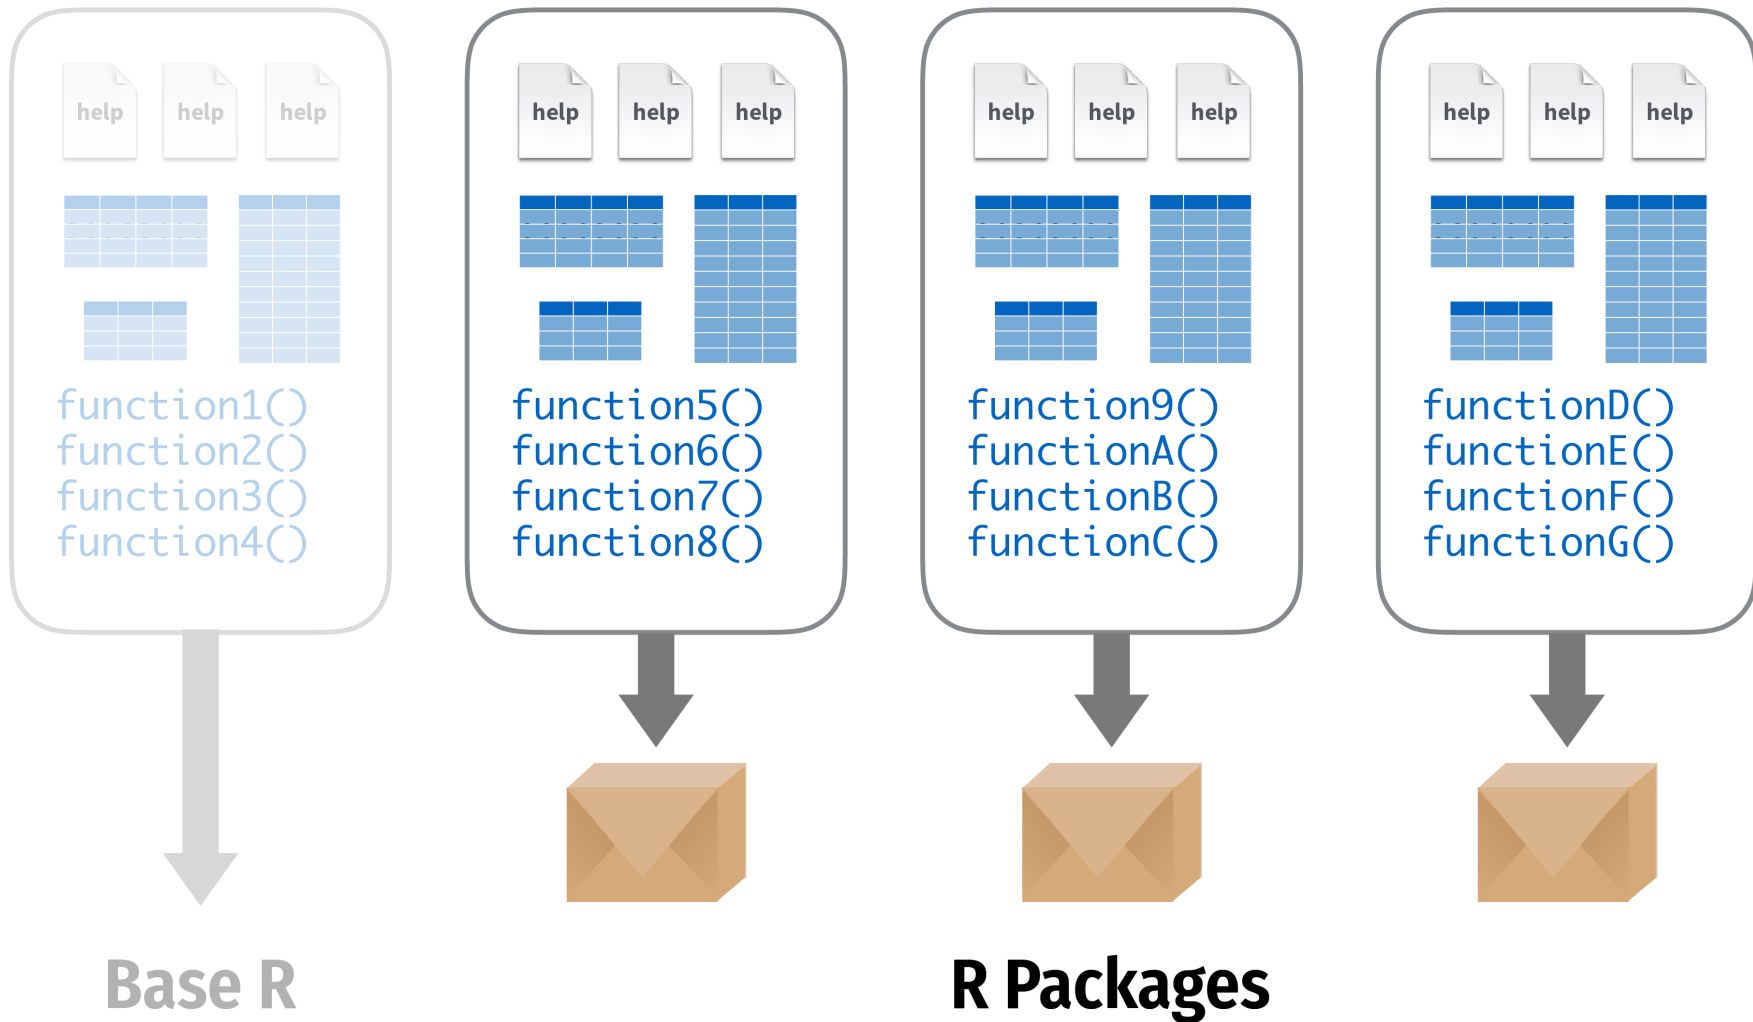 help help help
function1()
function2()
function3()
function4()
Base R
help help help
function5()
function6()
function7()
function8()
help help help
function9()
functionA()
functionB()
functionC()
help help help
functionD()
functionE()
functionF()
functionG()
R Packages